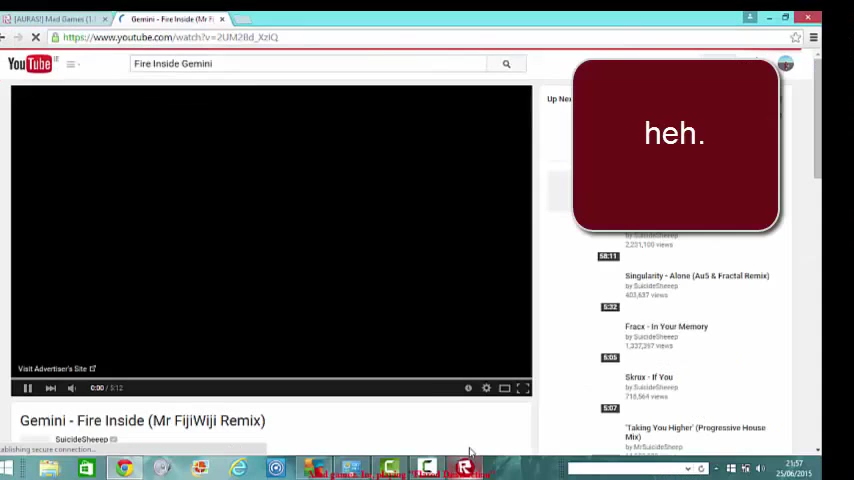 [AURAS!] Mad Games (1.
Gemini - Fire Inside (Mr F
https://www.youtube.com/watch?v=2UM2Bd_XzIQ
YouTube
Fire Inside Gemini
Up Nex
heh.
2,231,100 views
58:11
Singularity - Alone (Au5 & Fractal Remix)
by SuicideSheeep
403,637 views
5:32
Fracx - In Your Memory
by SuicideSheeep
1,337,397 views
5:05
Skrux - If You
by SuicideSheeep
718,564 views
5:07
'Taking You Higher' (Progressive House
Mix)
by MrSuicideSheep
Visit Advertiser's Site
0:00 / 5:12
Gemini - Fire Inside (Mr FijiWiji Remix)
SuicideSheeep
ablishing secure connection...
21:57
25/06/2015